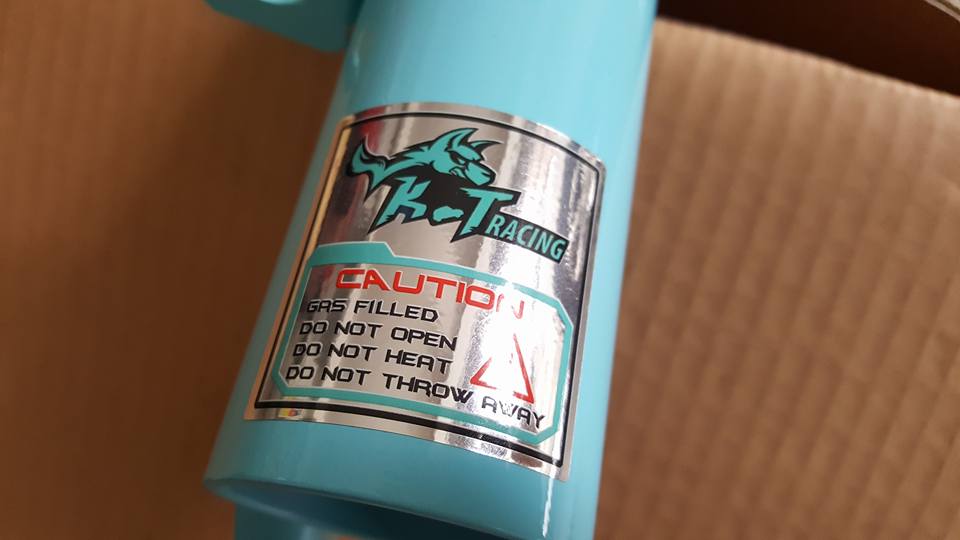 K-T RACING
CAUTION
GAS FILLED
DO NOT OPEN
DO NOT HEAT
DO NOT THROW AWAY